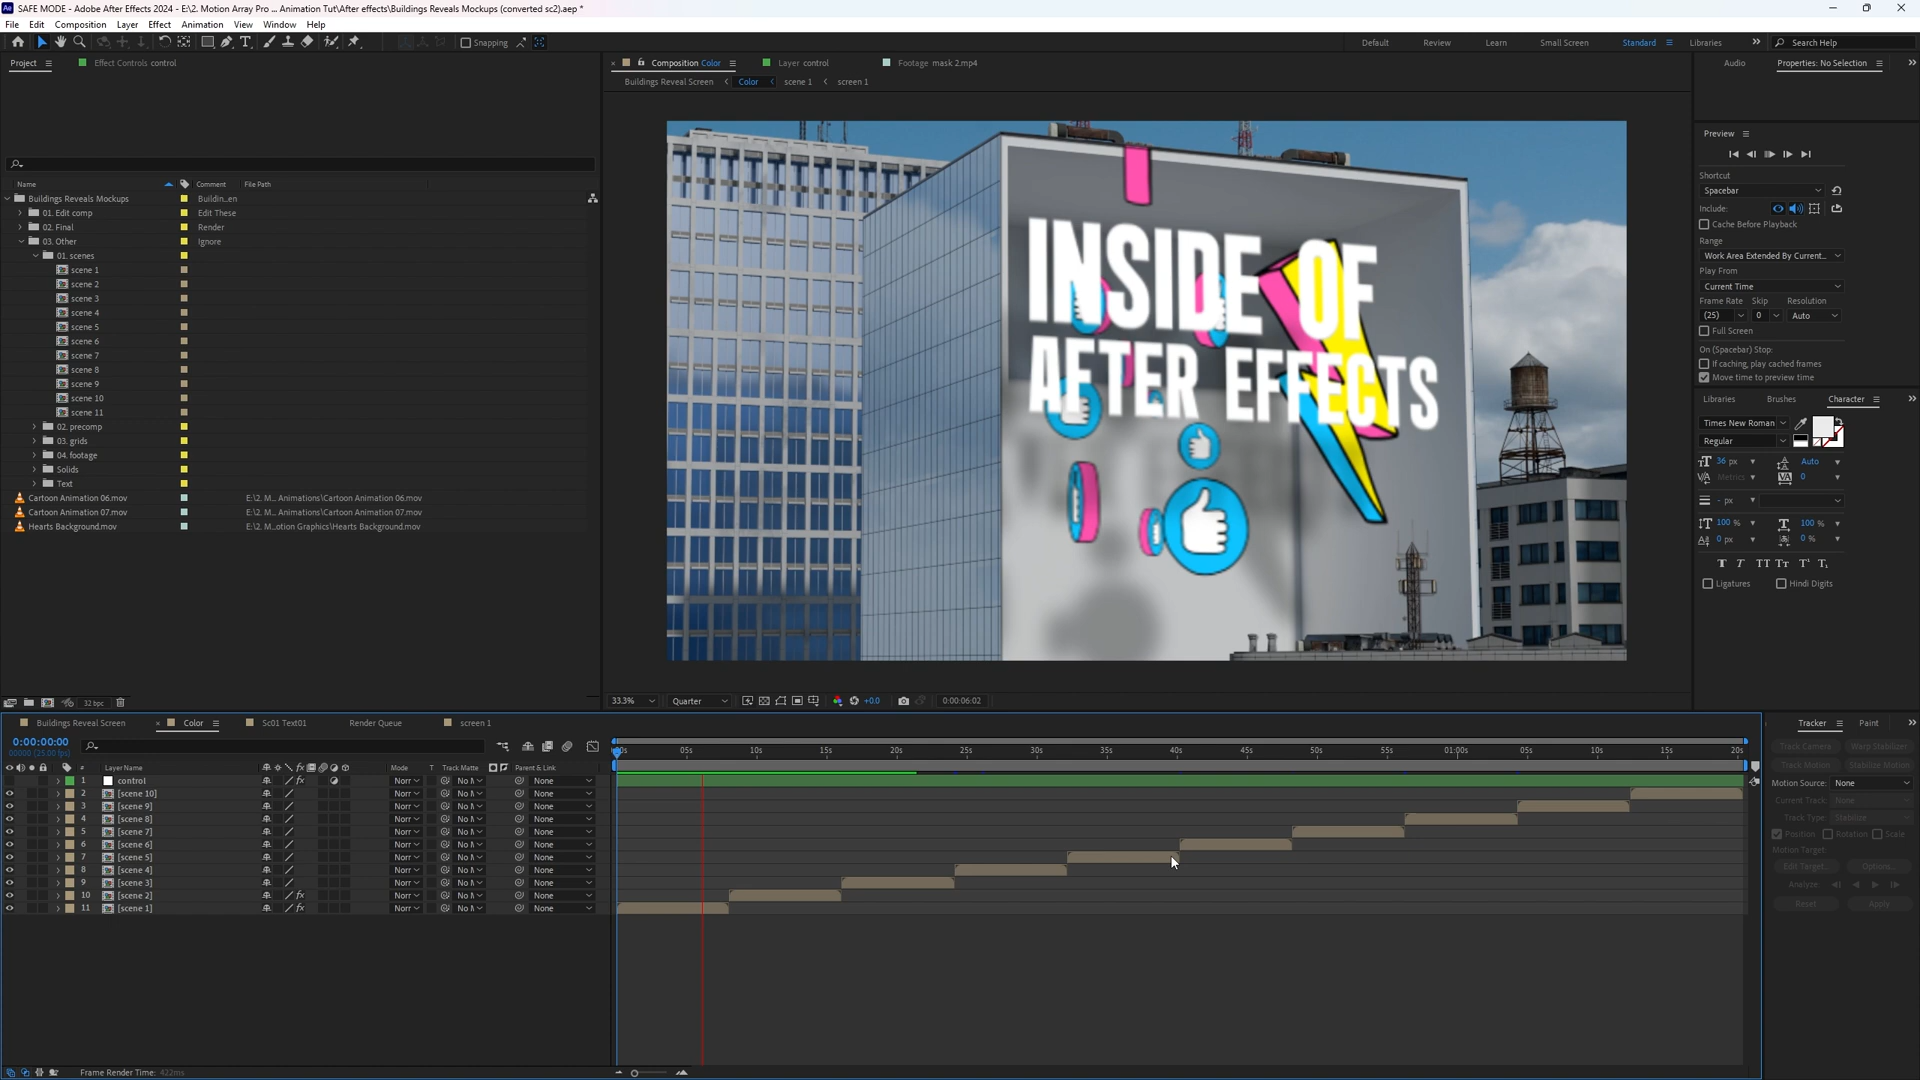 SAFE MODE - Adobe After Effects 2024 - E:\2. Motion Array Pro ... Animation Tut\After effects\Buildings Reveals Mockups (converted sc2).aep *
File Edit Composition Layer Effect Animation View Window Help
Snapping
Default Review Learn Small Screen Standard Libraries Search Help
Project Effect Controls control
Composition Color Layer control Footage mask 2.mp4
Audio Properties: No Selection
Buildings Reveal Screen Color scene 1 screen 1
Name Comment File Path
Buildings Reveals Mockups Buildin...en
01. Edit comp Edit These
02. Final Render
03. Other Ignore
01. scenes
scene 1
scene 2
scene 3
scene 4
scene 5
scene 6
scene 7
scene 8
scene 9
scene 10
scene 11
02. precomp
03. grids
04. footage
Solids
Text
Cartoon Animation 06.mov E:\2. M... Animations\Cartoon Animation 06.mov
Cartoon Animation 07.mov E:\2. M... Animations\Cartoon Animation 07.mov
Hearts Background.mov E:\2. M...otion Graphics\Hearts Background.mov
32 bpc
INSIDE OF
AFTER EFFECTS
33.3% Quarter +0.0 0:00:06:02
Preview
Shortcut
Spacebar
Include:
Cache Before Playback
Range
Work Area Extended By Current...
Play From
Current Time
Frame Rate Skip Resolution
(25) 0 Auto
Full Screen
On (Spacebar) Stop:
If caching, play cached frames
Move time to preview time
Libraries Brushes Character
Times New Roman
Regular
36 px Auto
Metrics 0
- px
100 % 100 %
0 px 0 %
Ligatures Hindi Digits
Buildings Reveal Screen Color Sc01 Text01 Render Queue screen 1
0:00:00:00
00000 (25.00 fps)
05s 10s 15s 20s 25s 30s 35s 40s 45s 50s 55s 01:00s 05s 10s 15s 20s
# Layer Name Mode T Track Matte Parent & Link
1 control Norr No None
2 [scene 10] Norr No None
3 [scene 9] Norr No None
4 [scene 8] Norr No None
5 [scene 7] Norr No None
6 [scene 6] Norr No None
7 [scene 5] Norr No None
8 [scene 4] Norr No None
9 [scene 3] Norr No None
10 [scene 2] Norr No None
11 [scene 1] Norr No None
Frame Render Time: 422ms
Tracker Paint
Track Camera Warp Stabilizer
Track Motion Stabilize Motion
Motion Source: None
Current Track: None
Track Type: Stabilize
Position Rotation Scale
Motion Target:
Edit Target... Options...
Analyze
Reset Apply